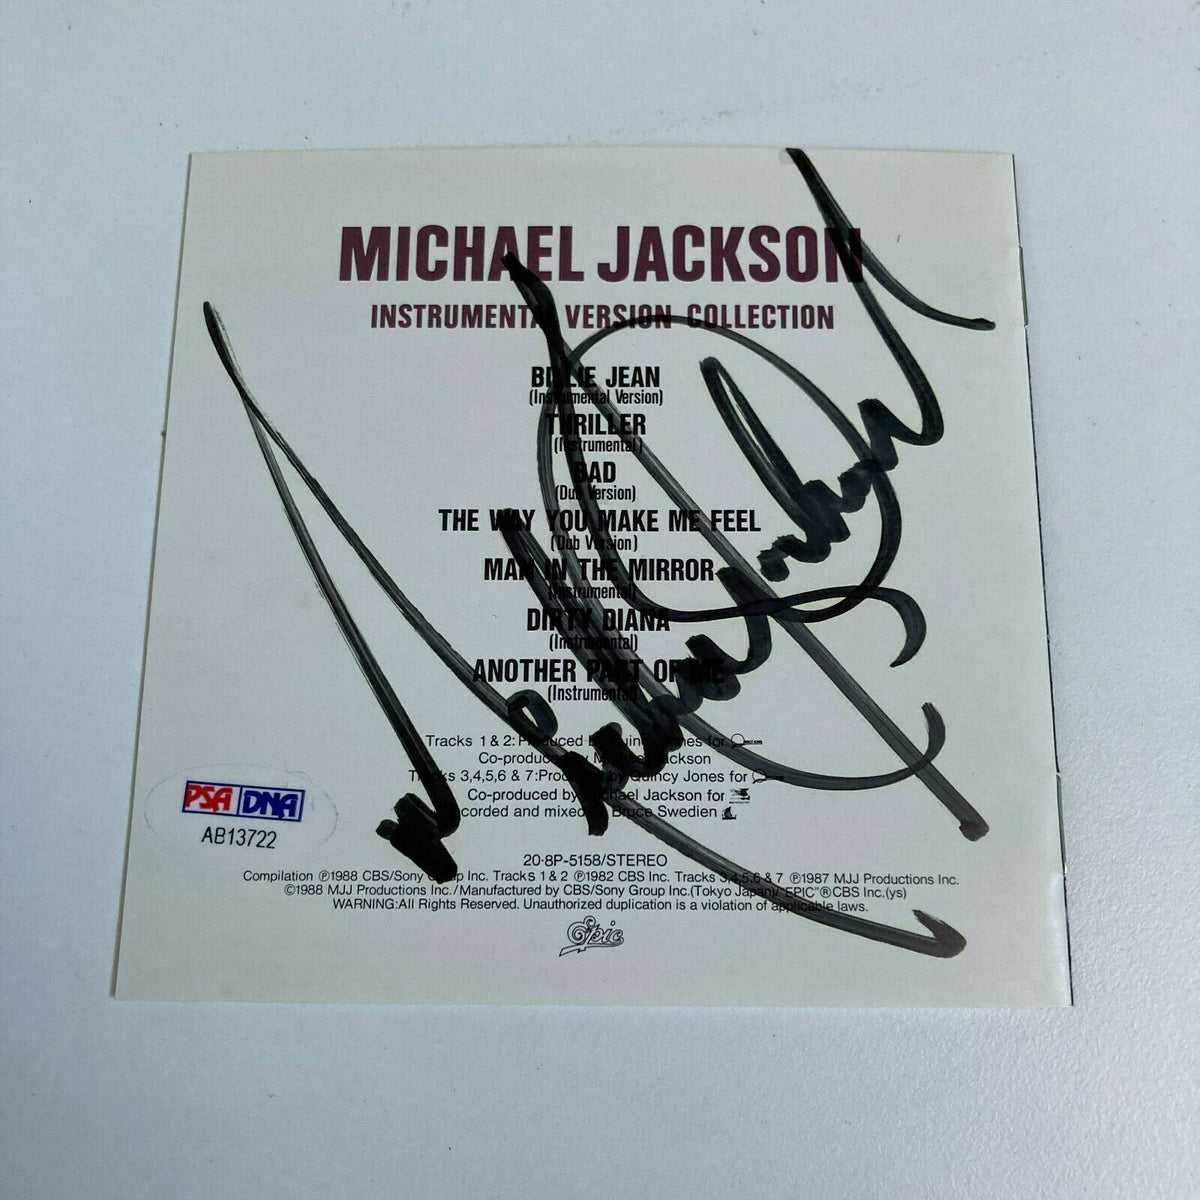 MICHAEL JACKSON
INSTRUMENTAL VERSION COLLECTION
BILLIE JEAN
(Instrumental Version)
THRILLER
(Instrumental)
BAD
(Dub Version)
THE WAY YOU MAKE ME FEEL
(Dub Version)
MAN IN THE MIRROR
(Instrumental)
DIRTY DIANA
(Instrumental)
ANOTHER PART OF ME
(Instrumental)
Tracks 1 & 2: Produced by Quincy Jones for
Co-produced by Michael Jackson
Tracks 3,4,5,6 & 7: Produced by Quincy Jones for
Co-produced by Michael Jackson for
Recorded and mixed by Bruce Swedien
PSA DNA
AB13722
20·8P-5158/STEREO
Compilation ℗1988 CBS/Sony Group Inc. Tracks 1 & 2 ℗1982 CBS Inc. Tracks 3,4,5,6 & 7 ℗1987 MJJ Productions Inc.
©1988 MJJ Productions Inc./Manufactured by CBS/Sony Group Inc.(Tokyo Japan)/"EPIC"®CBS Inc.(ys)
WARNING:All Rights Reserved. Unauthorized duplication is a violation of applicable laws.
Epic
Michael Jackson